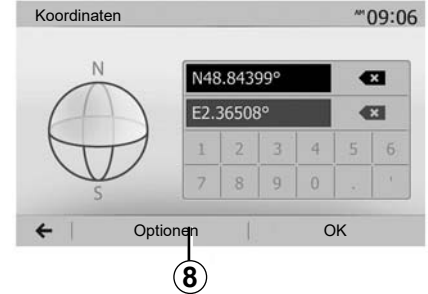 Koordinaten AM 09:06
N
N48.84399°
E2.36508°
1 2 3 4 5 6
7 8 9 0 . '
S
Optionen OK
8